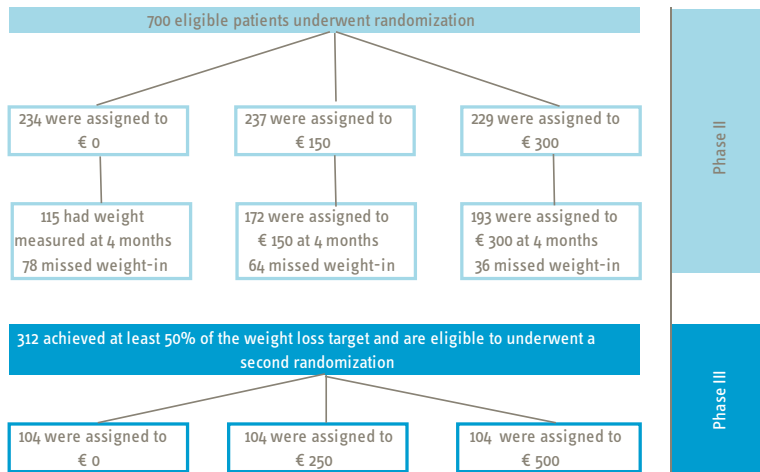 700 eligible patients underwent randomization
234 were assigned to
€ 0
237 were assigned to
€ 150
229 were assigned to
€ 300
Phase II
115 had weight
measured at 4 months
78 missed weight-in
172 were assigned to
€ 150 at 4 months
64 missed weight-in
193 were assigned to
€ 300 at 4 months
36 missed weight-in
312 achieved at least 50% of the weight loss target and are eligible to underwent a
second randomization
Phase III
104 were assigned to
€ 0
104 were assigned to
€ 250
104 were assigned to
€ 500